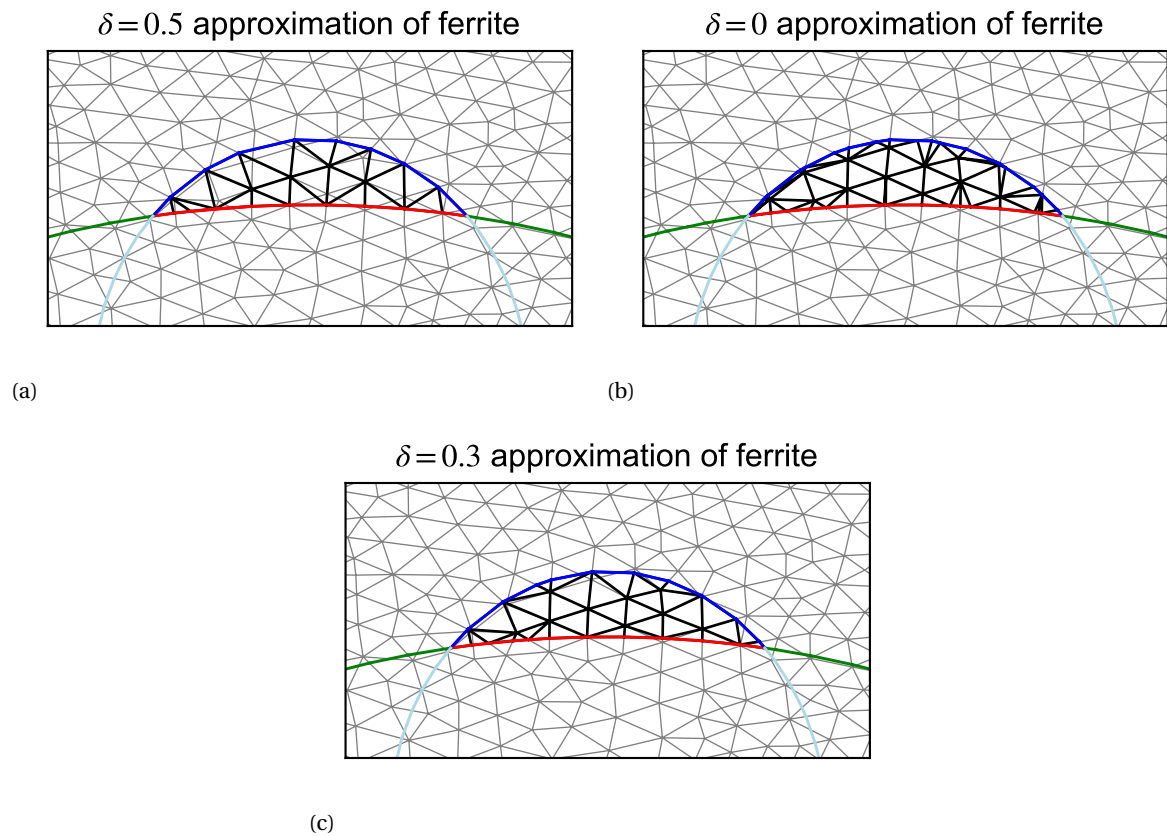 δ = 0.5 approximation of ferrite
δ = 0 approximation of ferrite
(a)
(b)
δ = 0.3 approximation of ferrite
(c)